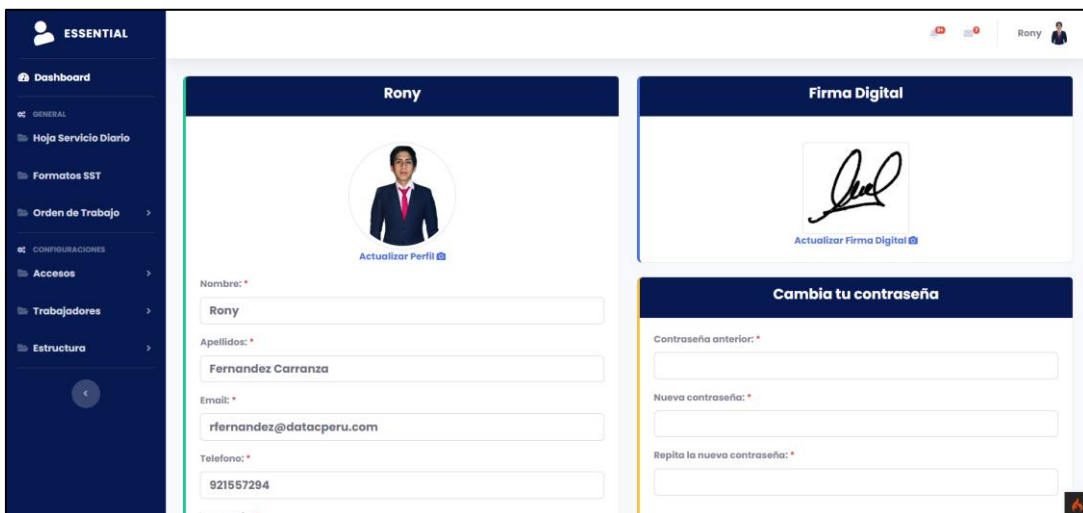 ESSENTIAL
3+
7
Rony
Dashboard
GENERAL
Hoja Servicio Diario
Formatos SST
Orden de Trabajo
CONFIGURACIONES
Accesos
Trabajadores
Estructura
Rony
Actualizar Perfil
Nombre: *
Rony
Apellidos: *
Fernandez Carranza
Email: *
rfernandez@datacperu.com
Telefono: *
921557294
Firma Digital
Actualizar Firma Digital
Cambia tu contraseña
Contraseña anterior: *
Nueva contraseña: *
Repita la nueva contraseña: *